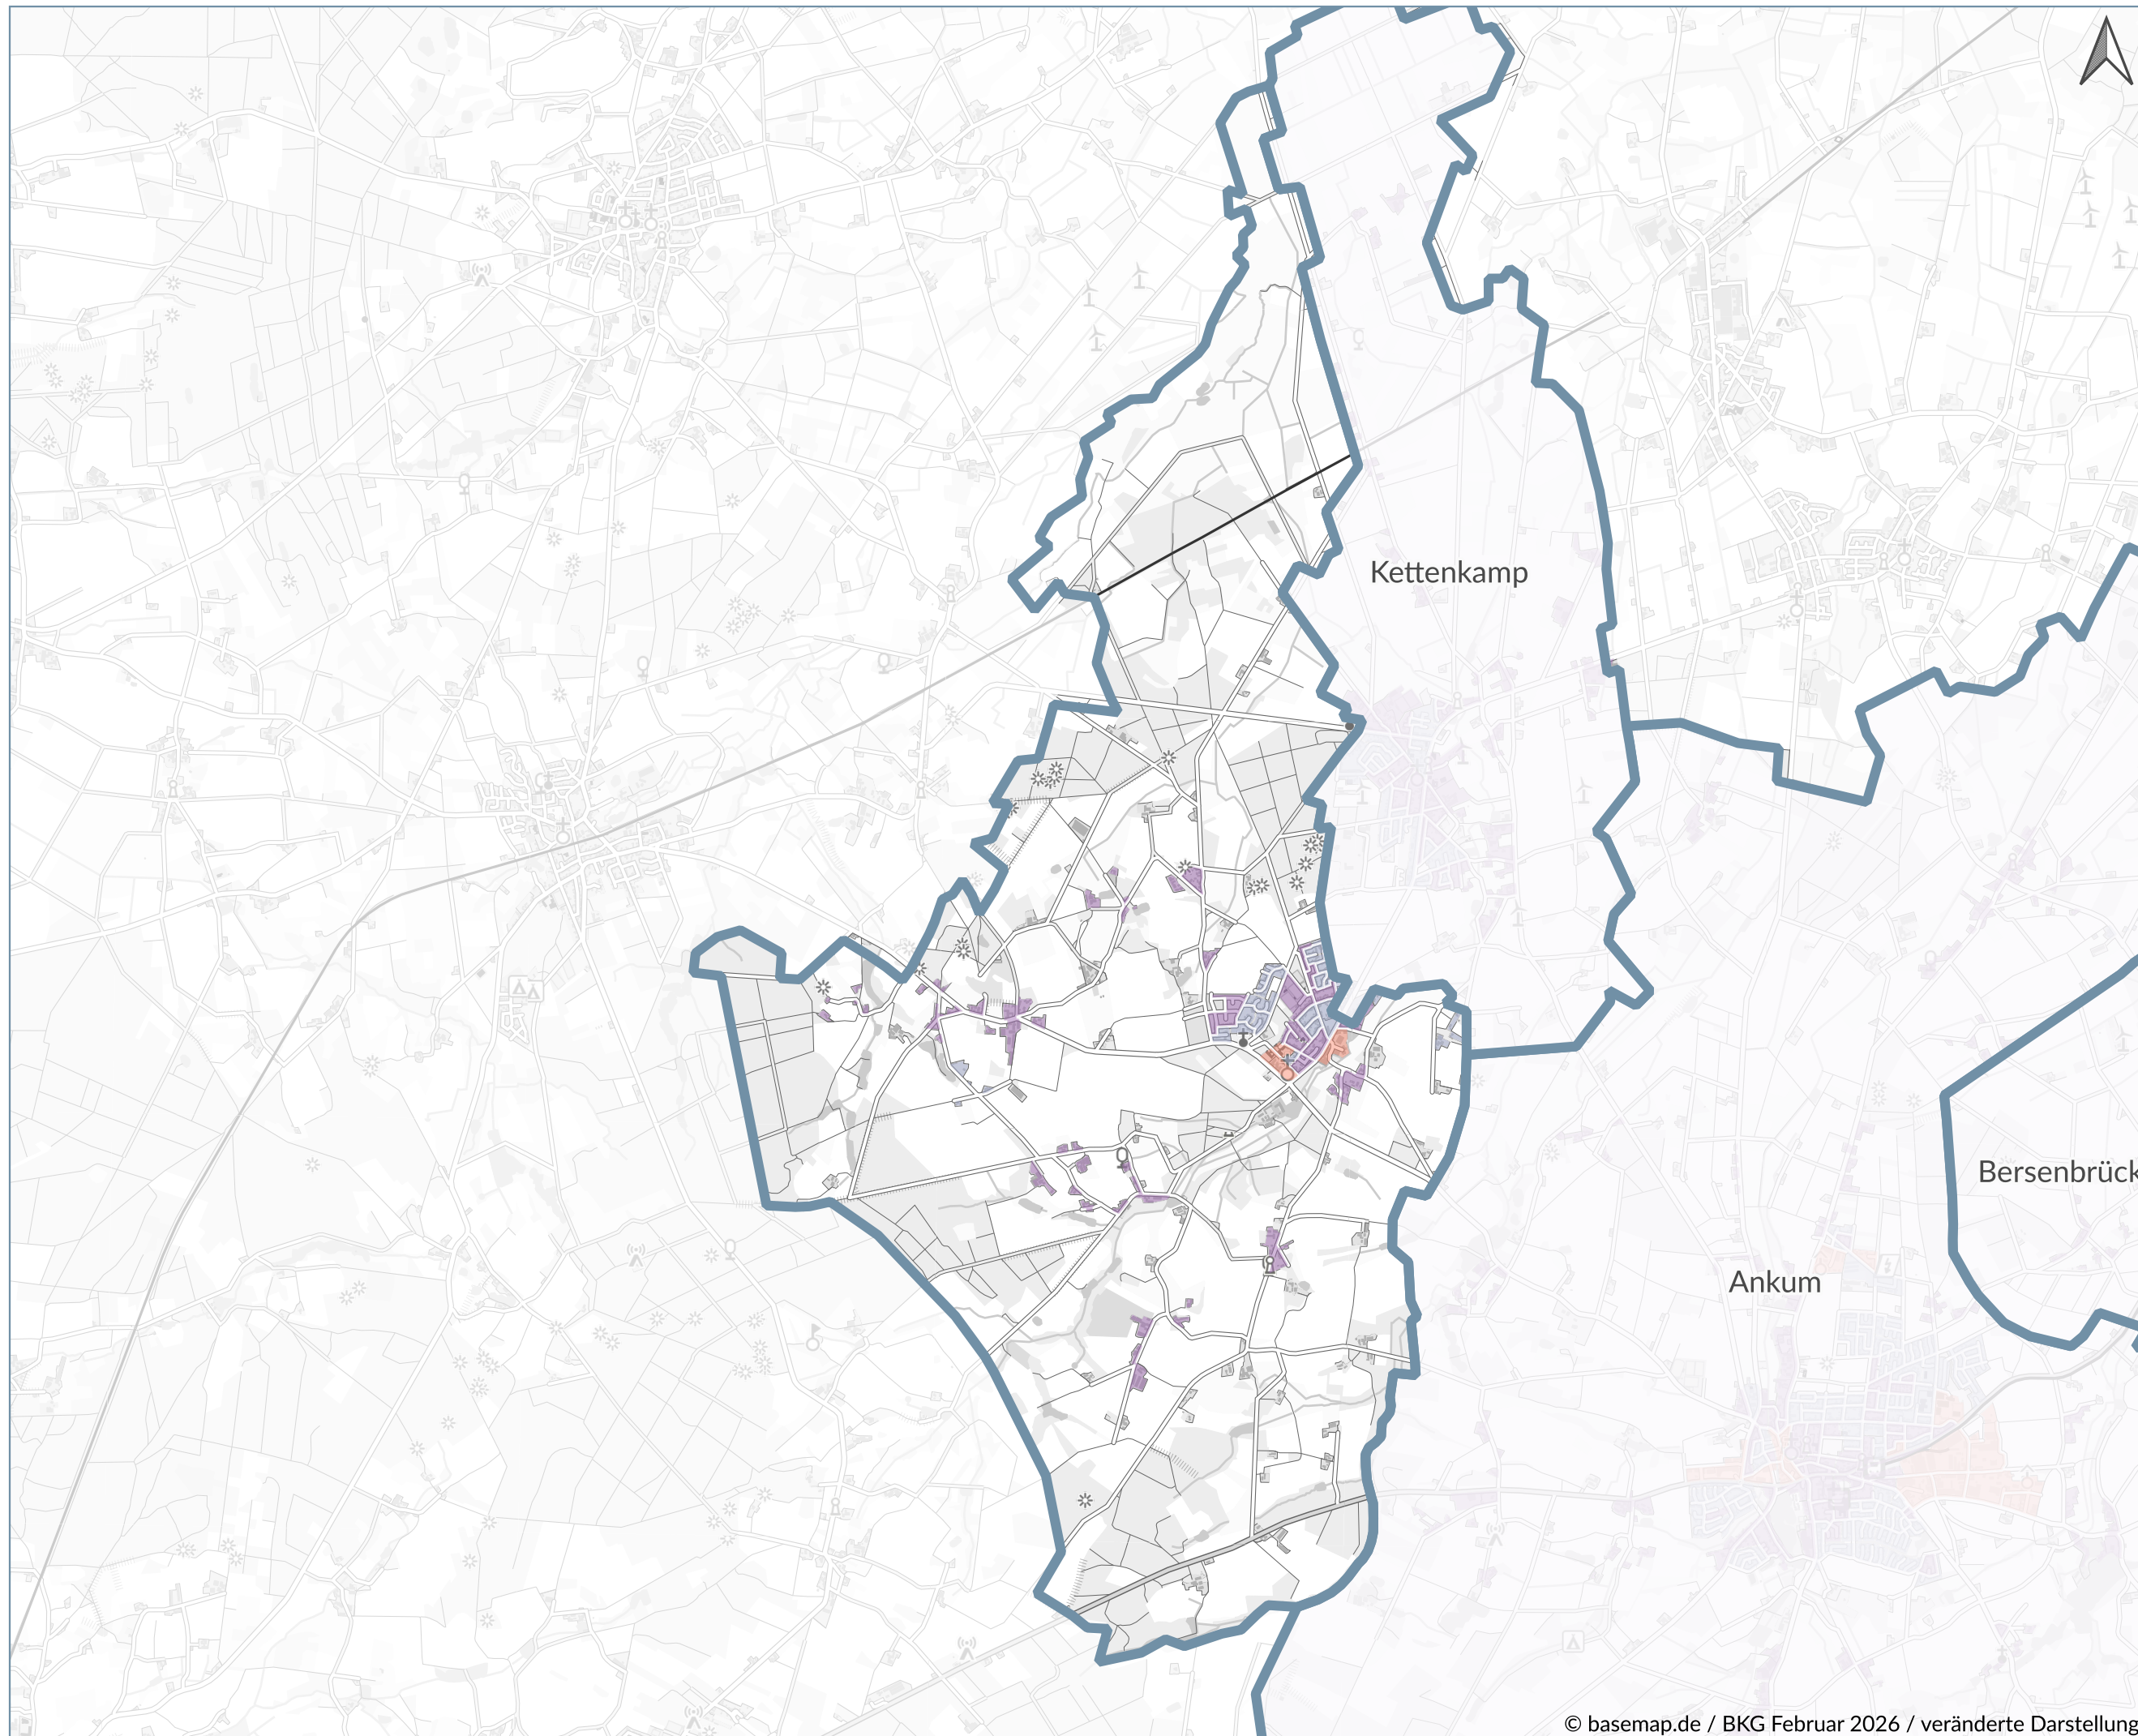 Kettenkamp
Bersenbrück
Ankum
© basemap.de / BKG Februar 2026 / veränderte Darstellung